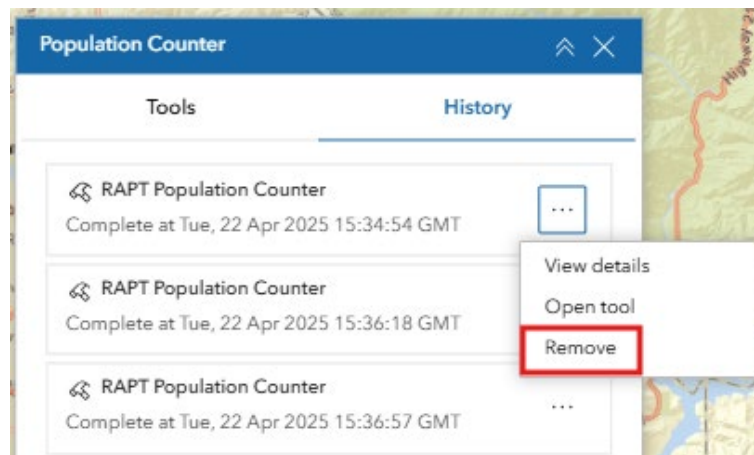 Population Counter
Tools
History
RAPT Population Counter
Complete at Tue, 22 Apr 2025 15:34:54 GMT
...
View details
Open tool
Remove
RAPT Population Counter
Complete at Tue, 22 Apr 2025 15:36:18 GMT
RAPT Population Counter
Complete at Tue, 22 Apr 2025 15:36:57 GMT
...
Highway